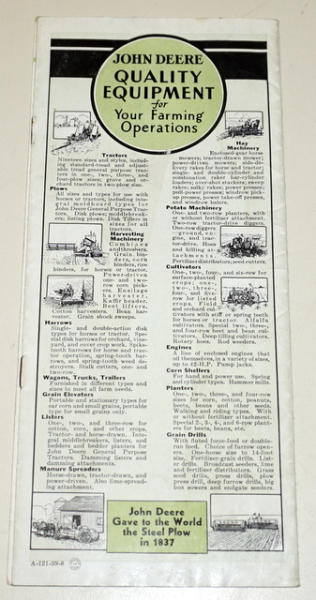 JOHN DEERE
QUALITY
EQUIPMENT
for
Your Farming
Operations
Tractors
Nineteen sizes and styles, includ-
ing standard-tread and adjust-
able tread general purpose trac-
tors in one-, two-, three-, and
four-plow sizes; grove and or-
chard tractors in two-plow size.
Plows
All sizes and types for use with
horses or tractors, including inte-
gral moldboard types for
John Deere General Purpose Trac-
tors. Disk plows; middlebreak-
ers; listing plows. Disk Tillers in
sizes for all
tractors.
Harvesting
Machinery
Combines
and threshers.
Grain bin-
ders, corn
binders, rice
binders, for horses or tractor.
Power-driven
one- and two-
row corn pick-
ers. Ensilage
harvesters.
Kaffir header.
Beet lifters.
Cotton harvesters. Bean har-
vester. Grain shock sweeps.
Harrows
Single- and double-action disk
types for horses or tractor. Spe-
cial disk harrows for orchard, vine-
yard, and cover crop work. Spike-
tooth harrows for horse and trac-
tor operation, spring-tooth har-
rows, and spring-tooth weed de-
stroyers. Stalk cutters, one- and
two-row.
Wagons, Trucks, Trailers
Furnished in different types and
sizes to meet all farm needs.
Grain Elevators
Portable and stationary types for
ear corn and small grains, portable
type for small grains only.
Listers
One-, two-, and three-row for
cotton, corn, and other crops.
Tractor- and horse-drawn. Inte-
gral middlebreakers, listers, and
bedders and bedder planters for
John Deere General Purpose
Tractors. Damming listers and
damming attachments.
Manure Spreaders
Horse-drawn, tractor-drawn, and
power-driven. Also lime-spread-
ing attachment.
Hay
Machinery
Enclosed-gear horse
mowers; tractor-drawn mower;
power-driven mowers; side-de-
livery rakes for horse and tractor;
single- and double-cylinder and
combination raker bar-cylinder
loaders; over-shot stackers; sweep
rakes; sulky rakes; power presses;
pull-power presses; windrow pick-
up presses, power take-off presses,
and windrow balers.
Potato Machinery
One- and two-row planters, with
or without fertilizer attachment.
Two-row tractor-drive diggers.
One-row diggers
-ground, en-
gine, and trac-
tor-drive. Hoes
and killing at-
tachment.
Fertilizer distributors; seed cutters.
Cultivators
One-, two-, four-, and six-row for
surface-planted
crops; one-,
two-, three-,
four-, and five-
row for listed
crops. Field
and orchard cul-
tivators with stiff or spring teeth
for horses or tractor. Alfalfa
cultivators. Special two-, three-,
and four-row beet and bean cul-
tivators. Deep tilling cultivators.
Rotary hoes. Rod weeders.
Engines
A line of enclosed engines that
oil themselves, in a variety of sizes,
up to 12-H.P. Pump jacks.
Corn Shellers
For hand and power use. Spring
and cylinder types. Hammer mills.
Planters
One-, two-, three-, and four-row
sizes for corn, cotton, peanuts,
beets, beans and other seeds.
Walking and riding types. With
or without fertilizer attachment.
Special 2-, 3-, 4-, and 6-row plant-
ers for beets, beans, etc.
Grain Drills
With fluted force-feed or double-
run feed. Choice of furrow open-
ers. One-horse size to 14-foot
size. Fertilizer-grain drills. List-
er drills. Broadcast seeders, lime
and fertilizer distributors. Grass
seed drills, press drills, plow
press drill, deep furrow drills, big
box sowers and endgate seeders.
John Deere
Gave to the World
the Steel Plow
in 1837
A-121-39-6